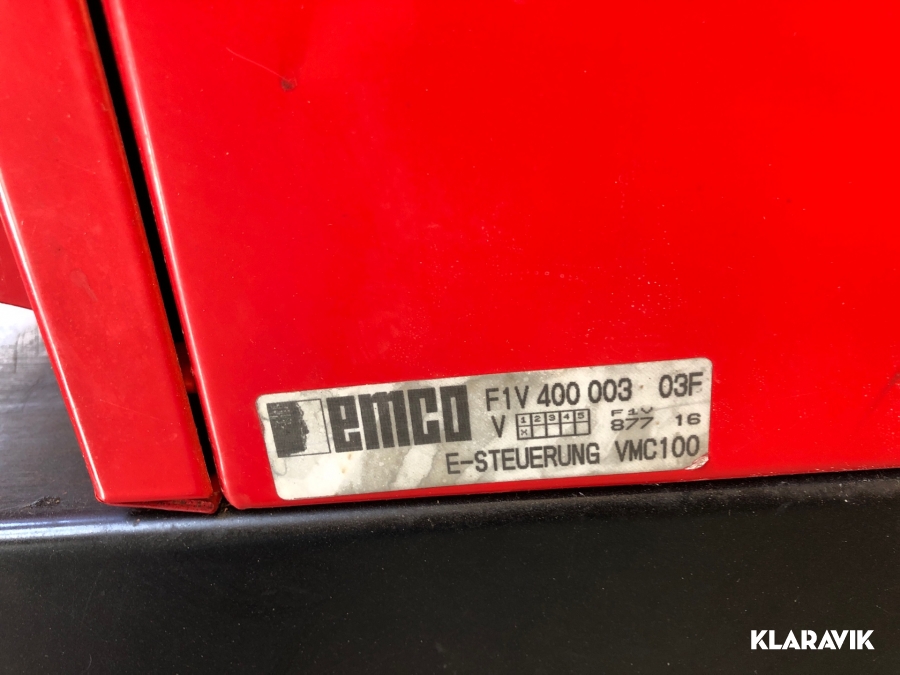 emco F1V 400 003 03F
V 1 2 3 4 5 F1V
X 877 16
E-STEUERUNG VMC100
KLARAVIK